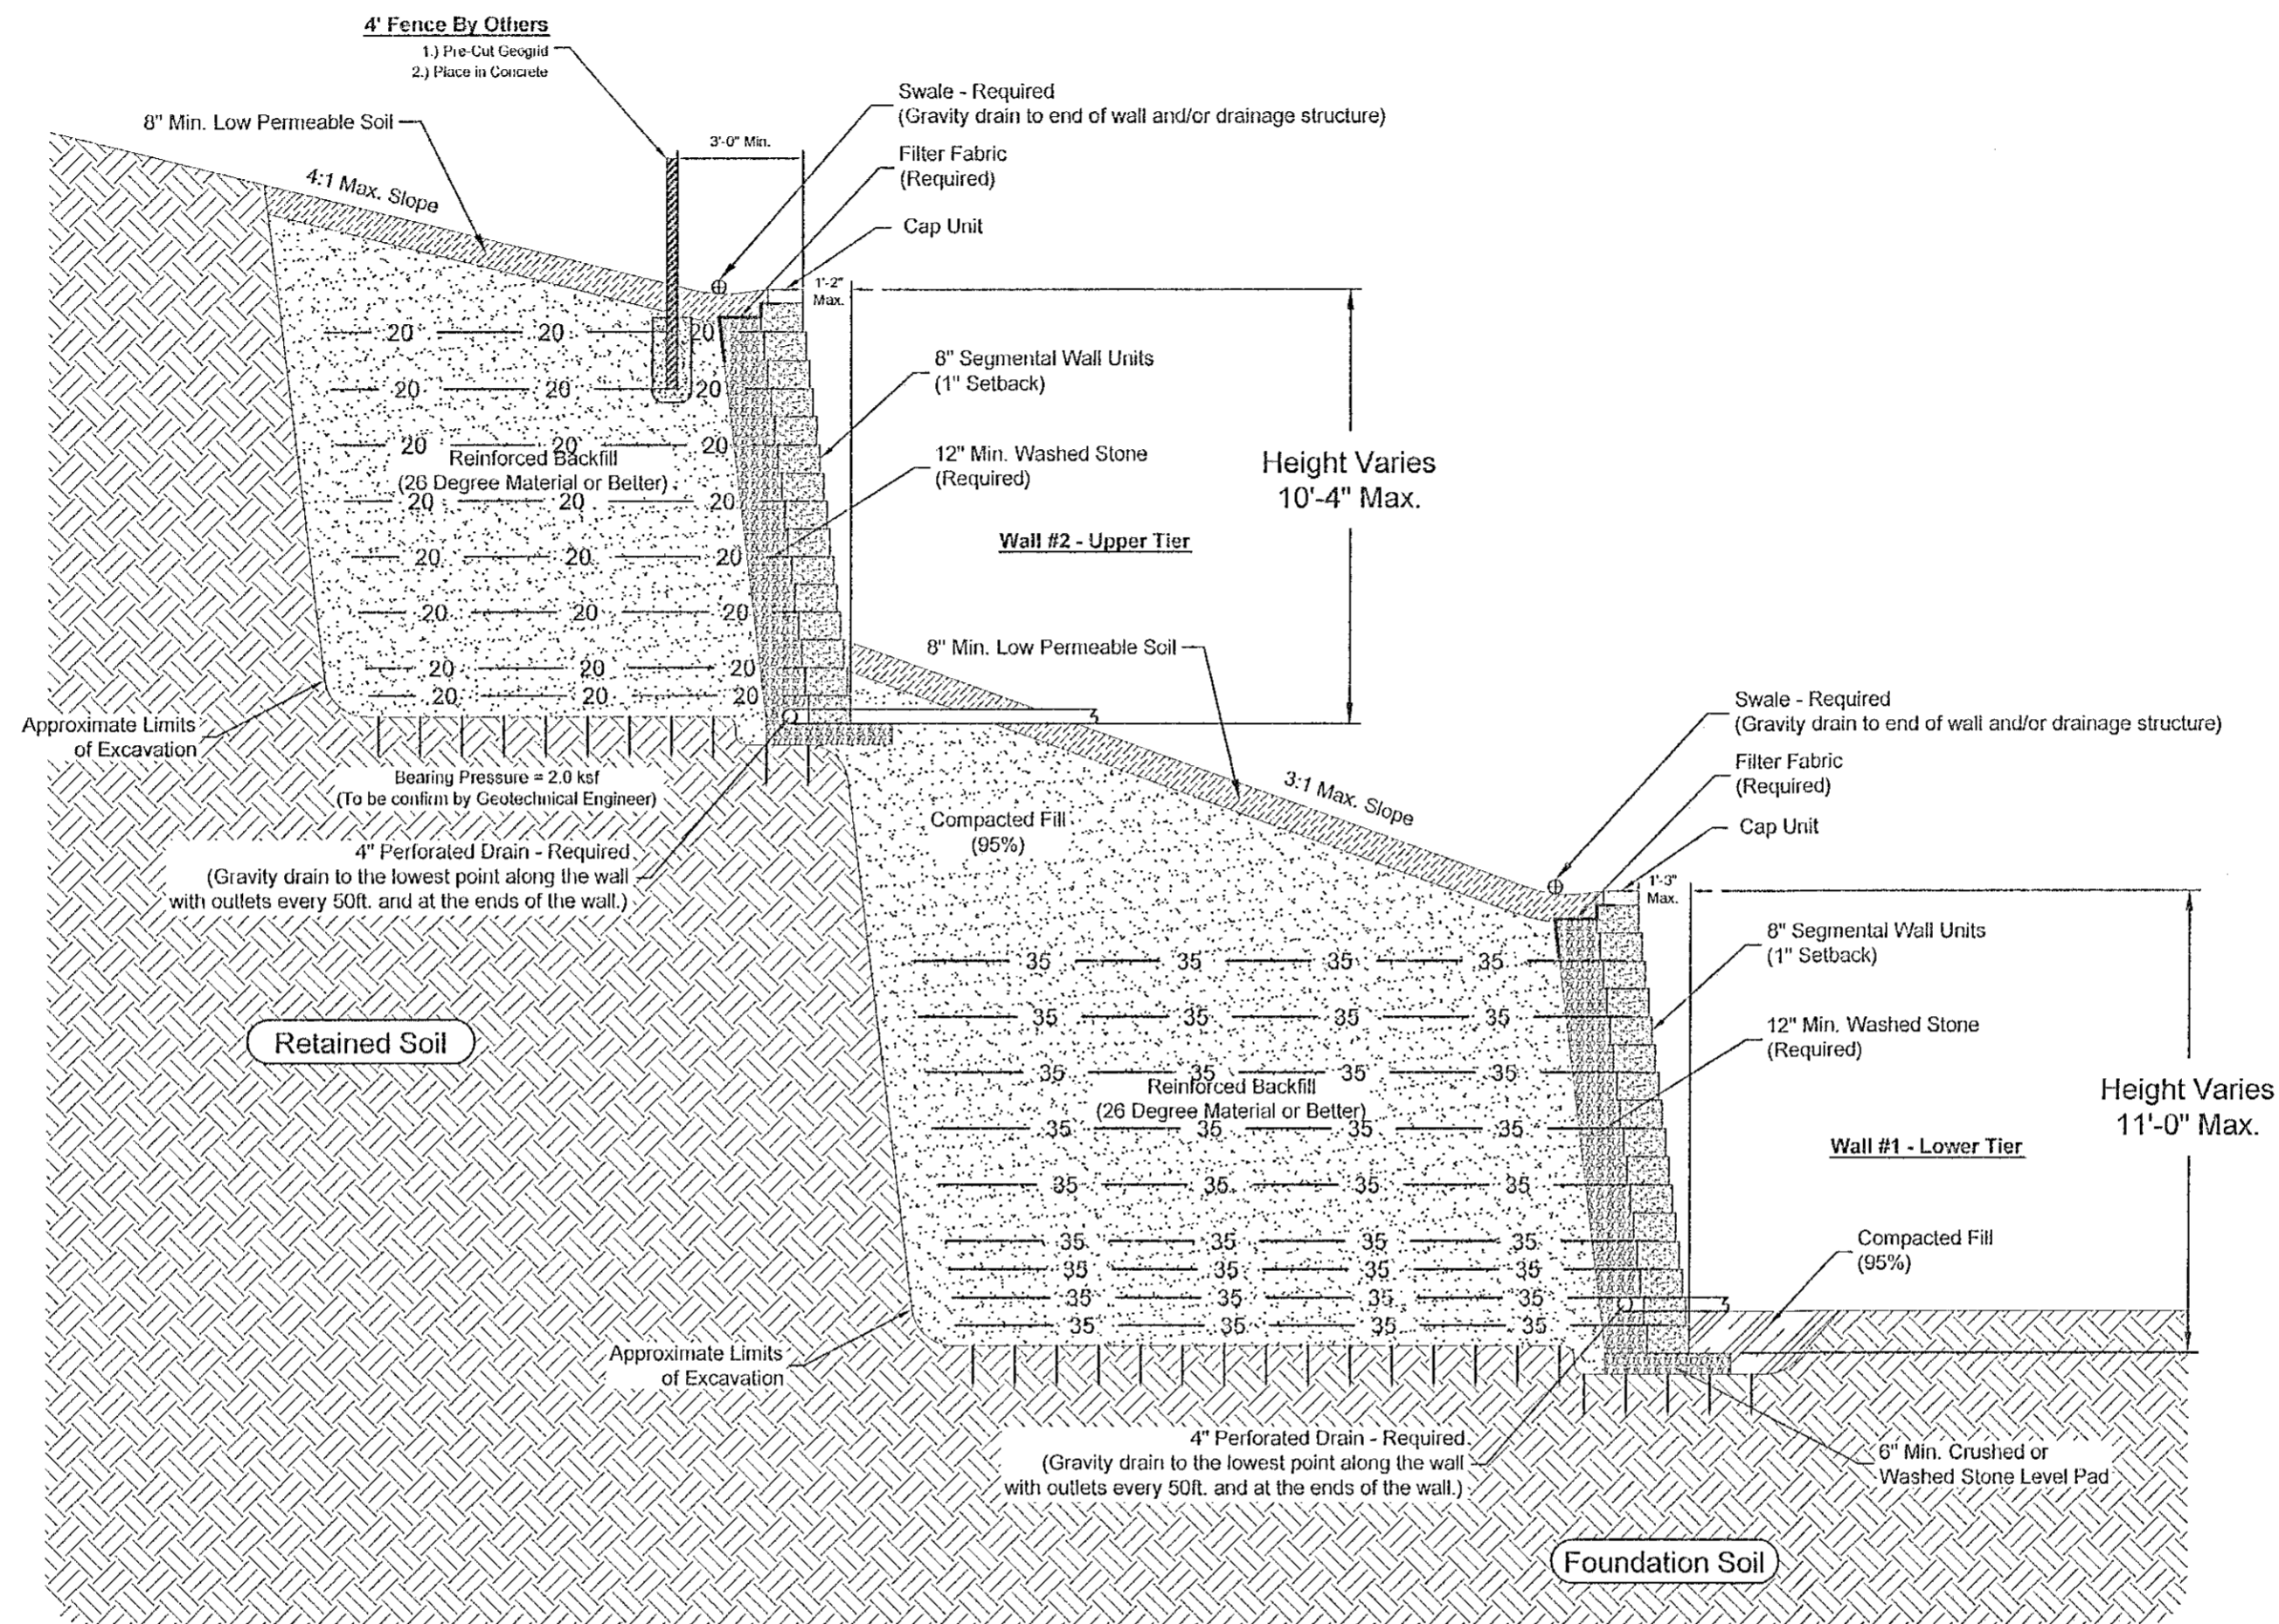 4' Fence By Others
1.) Pre-Cut Geogrid
2.) Place in Concrete
8" Min. Low Permeable Soil
4:1 Max. Slope
3'-0" Min.
Swale - Required
(Gravity drain to end of wall and/or drainage structure)
Filter Fabric
(Required)
Cap Unit
1'-2"
Max.
8" Segmental Wall Units
(1" Setback)
12" Min. Washed Stone
(Required)
Height Varies
10'-4" Max.
Wall #2 - Upper Tier
20 20 20
20 20 20
20 20 20
Reinforced Backfill
(26 Degree Material or Better)
20 20 20
20 20 20
20 20 20
20 20 20
20 20 20
8" Min. Low Permeable Soil
Approximate Limits
of Excavation
Bearing Pressure = 2.0 ksf
(To be confirm by Geotechnical Engineer)
4" Perforated Drain - Required
(Gravity drain to the lowest point along the wall
with outlets every 50ft. and at the ends of the wall.)
Compacted Fill
(95%)
3:1 Max. Slope
Swale - Required
(Gravity drain to end of wall and/or drainage structure)
Filter Fabric
(Required)
Cap Unit
1'-3"
Max.
8" Segmental Wall Units
(1" Setback)
12" Min. Washed Stone
(Required)
Height Varies
11'-0" Max.
Wall #1 - Lower Tier
35 35 35 35
35 35 35 35
35 35 35 35
Reinforced Backfill
(26 Degree Material or Better)
35 35 35 35
35 35 35 35
35 35 35 35
35 35 35 35
35 35 35 35
35 35 35 35
Retained Soil
Compacted Fill
(95%)
Approximate Limits
of Excavation
4" Perforated Drain - Required
(Gravity drain to the lowest point along the wall
with outlets every 50ft. and at the ends of the wall.)
6" Min. Crushed or
Washed Stone Level Pad
Foundation Soil